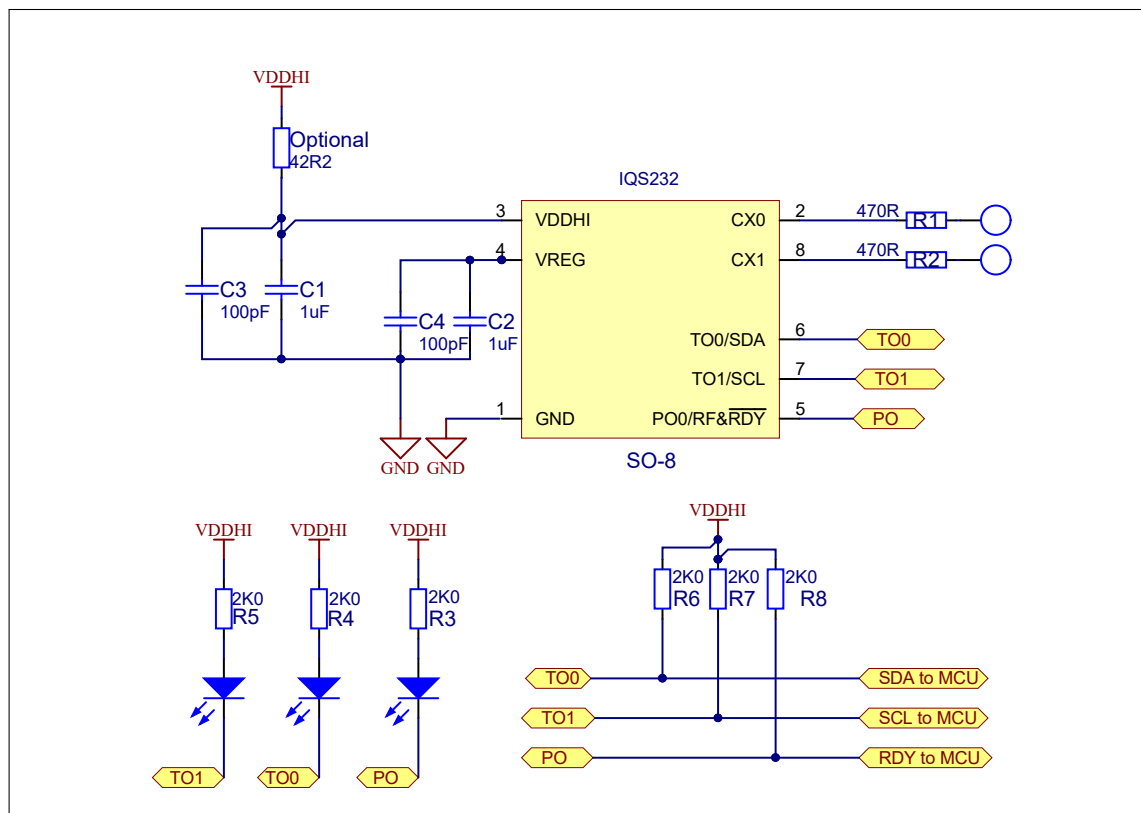 VDDHI
Optional
42R2
IQS232
3
VDDHI
CX0
2
470R
R1
4
VREG
CX1
8
470R
R2
C3
100pF
C1
1uF
C4
100pF
C2
1uF
TO0/SDA
6
TO0
TO1/SCL
7
TO1
1
GND
PO0/RF&RDY
5
PO
GND
GND
SO-8
VDDHI
VDDHI
VDDHI
2K0
R5
2K0
R4
2K0
R3
TO1
TO0
PO
VDDHI
2K0
R6
2K0
R7
2K0
R8
TO0
SDA to MCU
TO1
SCL to MCU
PO
RDY to MCU